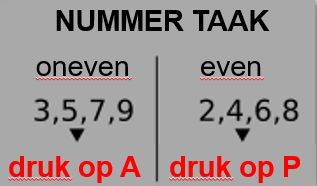 NUMMER TAAK
oneven
3,5,7,9
druk op A
even
2,4,6,8
druk op P